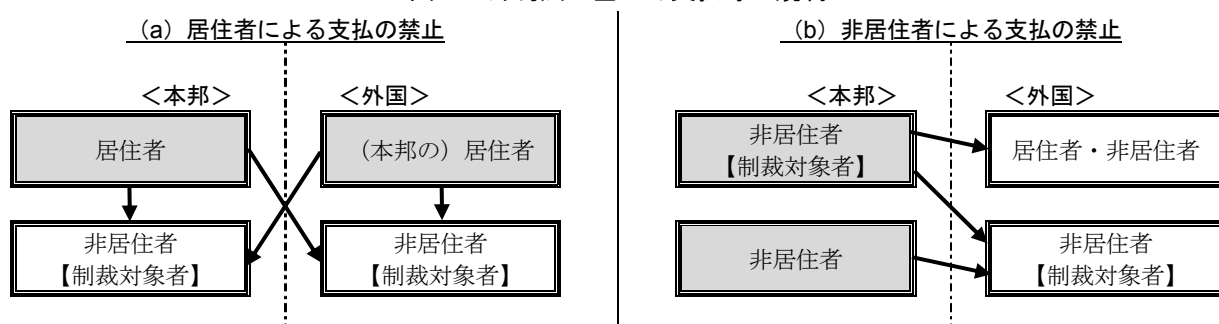 （a）居住者による支払の禁止
＜本邦＞
＜外国＞
居住者
（本邦の）居住者
非居住者
【制裁対象者】
非居住者
【制裁対象者】
（b）非居住者による支払の禁止
＜本邦＞
＜外国＞
非居住者
【制裁対象者】
居住者・非居住者
非居住者
非居住者
【制裁対象者】